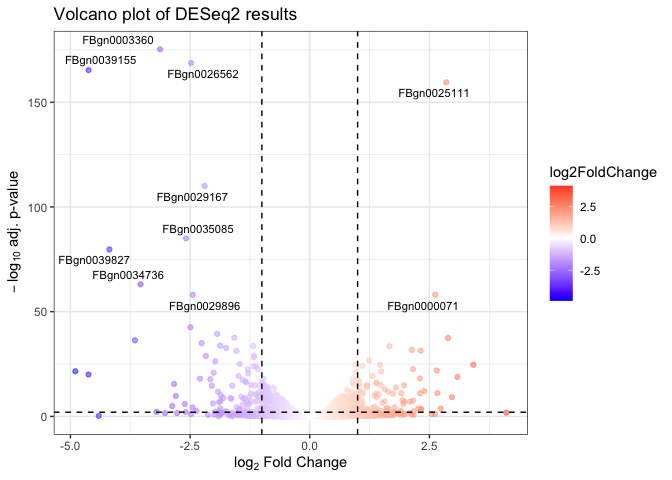 Volcano plot of DESeq2 results
FBgn0003360
FBgn0039155
FBgn0026562
FBgn0025111
FBgn0029167
FBgn0035085
FBgn0039827
FBgn0034736
FBgn0029896
FBgn0000071
150
100
50
0
− log10 adj. p-value
-5.0 -2.5 0.0 2.5
log2 Fold Change
log2FoldChange
2.5
0.0
-2.5